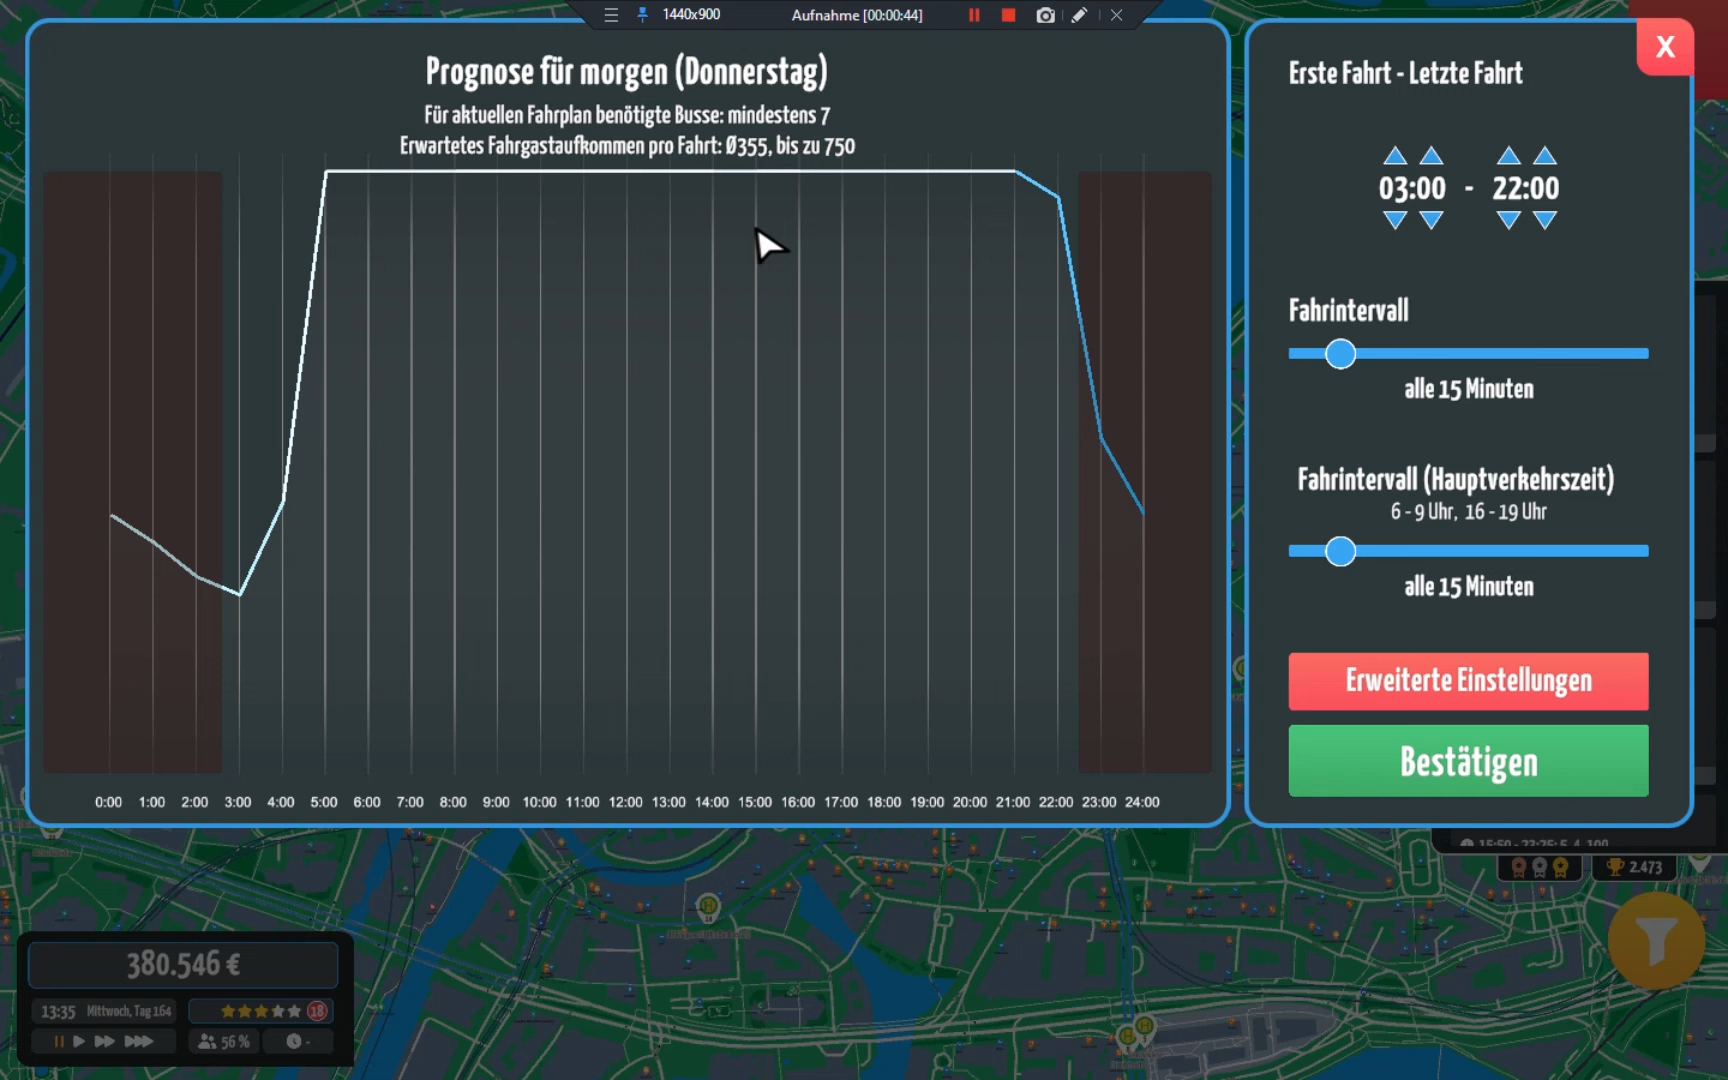 1440x900
Aufnahme [00:00:44]
Prognose für morgen (Donnerstag)
Für aktuellen Fahrplan benötigte Busse: mindestens 7
Erwartetes Fahrgastaufkommen pro Fahrt: Ø355, bis zu 750
0:00 1:00 2:00 3:00 4:00 5:00 6:00 7:00 8:00 9:00 10:00 11:00 12:00 13:00 14:00 15:00 16:00 17:00 18:00 19:00 20:00 21:00 22:00 23:00 24:00
X
Erste Fahrt - Letzte Fahrt
03:00 - 22:00
Fahrintervall
alle 15 Minuten
Fahrintervall (Hauptverkehrszeit)
6 - 9 Uhr, 16 - 19 Uhr
alle 15 Minuten
Erweiterte Einstellungen
Bestätigen
2.473
380.546 €
13:35 Mittwoch, Tag 164
18
56 %
-